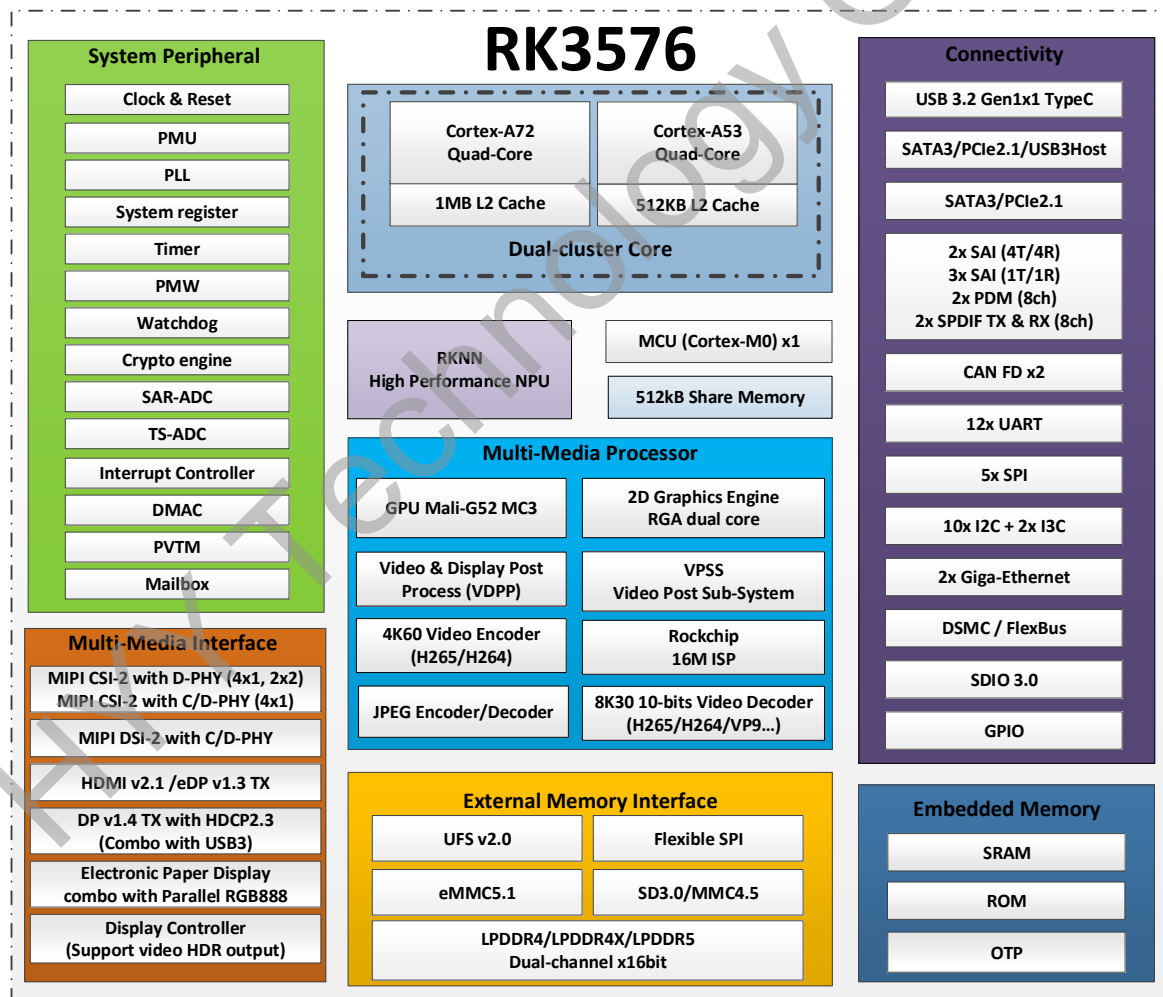 RK3576
System Peripheral
Clock & Reset
PMU
PLL
System register
Timer
PMW
Watchdog
Crypto engine
SAR-ADC
TS-ADC
Interrupt Controller
DMAC
PVTM
Mailbox
Multi-Media Interface
MIPI CSI-2 with D-PHY (4x1, 2x2)
MIPI CSI-2 with C/D-PHY (4x1)
MIPI DSI-2 with C/D-PHY
HDMI v2.1 /eDP v1.3 TX
DP v1.4 TX with HDCP2.3
(Combo with USB3)
Electronic Paper Display
combo with Parallel RGB888
Display Controller
(Support video HDR output)
Cortex-A72
Quad-Core
1MB L2 Cache
Cortex-A53
Quad-Core
512KB L2 Cache
Dual-cluster Core
RKNN
High Performance NPU
MCU (Cortex-M0) x1
512kB Share Memory
Multi-Media Processor
GPU Mali-G52 MC3
2D Graphics Engine
RGA dual core
Video & Display Post
Process (VDPP)
VPSS
Video Post Sub-System
4K60 Video Encoder
(H265/H264)
Rockchip
16M ISP
JPEG Encoder/Decoder
8K30 10-bits Video Decoder
(H265/H264/VP9...)
External Memory Interface
UFS v2.0
Flexible SPI
eMMC5.1
SD3.0/MMC4.5
LPDDR4/LPDDR4X/LPDDR5
Dual-channel x16bit
Connectivity
USB 3.2 Gen1x1 TypeC
SATA3/PCIe2.1/USB3Host
SATA3/PCIe2.1
2x SAI (4T/4R)
3x SAI (1T/1R)
2x PDM (8ch)
2x SPDIF TX & RX (8ch)
CAN FD x2
12x UART
5x SPI
10x I2C + 2x I3C
2x Giga-Ethernet
DSMC / FlexBus
SDIO 3.0
GPIO
Embedded Memory
SRAM
ROM
OTP
HYY Technology